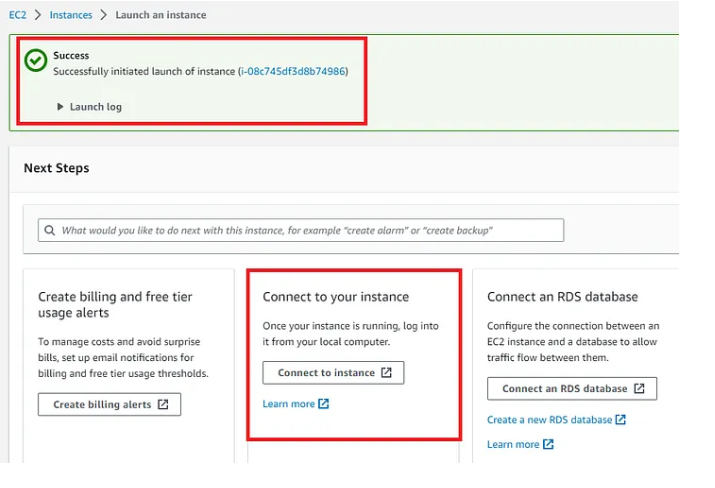 EC2 > Instances > Launch an instance
Success
Successfully initiated launch of instance (i-08c745df3d8b74986)
Launch log
Next Steps
What would you like to do next with this instance, for example "create alarm" or "create backup"
Create billing and free tier
usage alerts
To manage costs and avoid surprise
bills, set up email notifications for
billing and free tier usage thresholds.
Create billing alerts
Connect to your instance
Once your instance is running, log into
it from your local computer.
Connect to instance
Learn more
Connect an RDS database
Configure the connection between an
EC2 instance and a database to allow
traffic flow between them.
Connect an RDS database
Create a new RDS database
Learn more